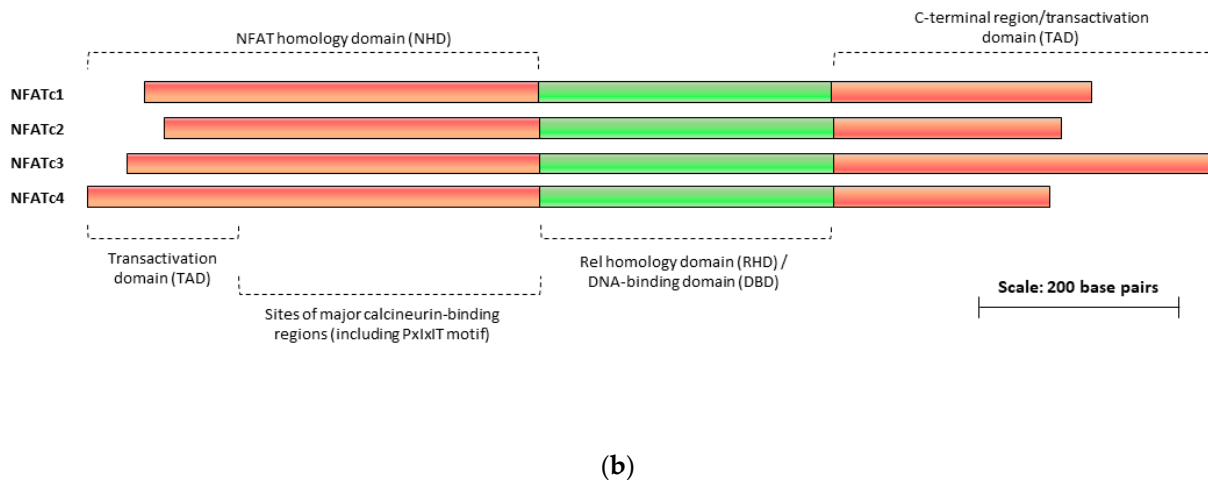 C-terminal region/transactivation
domain (TAD)
NFAT homology domain (NHD)
NFATc1
NFATc2
NFATc3
NFATc4
Transactivation
domain (TAD)
Rel homology domain (RHD) /
DNA-binding domain (DBD)
Scale: 200 base pairs
Sites of major calcineurin-binding
regions (including PxIxIT motif)
(b)